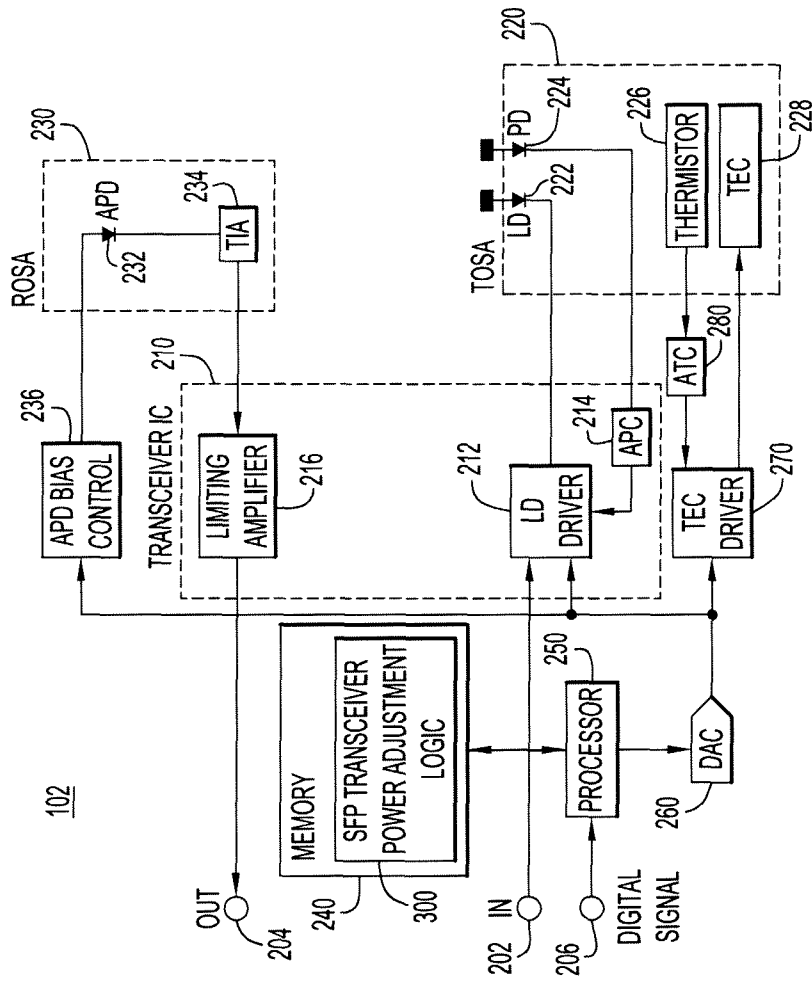 102
OUT
204
MEMORY
SFP TRANSCEIVER
POWER ADJUSTMENT
LOGIC
240
300
IN
202
206
DIGITAL
SIGNAL
PROCESSOR
250
DAC
260
APD BIAS
CONTROL
236
TRANSCEIVER IC
210
LIMITING
AMPLIFIER
216
212
LD
DRIVER
APC
214
TEC
DRIVER
270
ATC
280
ROSA
230
APD
232
TIA
234
TOSA
220
LD
222
PD
224
THERMISTOR
226
TEC
228